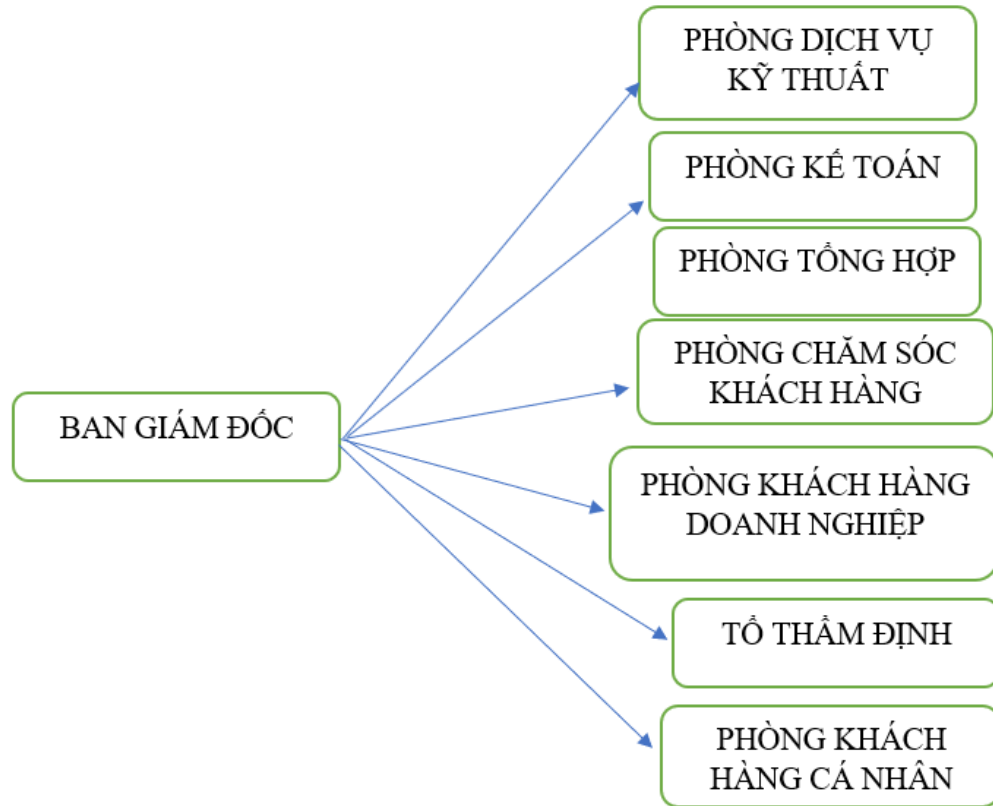 PHÒNG DỊCH VỤ
KỸ THUẤT
PHÒNG KẾ TOÁN
PHÒNG TỔNG HỢP
PHÒNG CHĂM SÓC
KHÁCH HÀNG
BAN GIÁM ĐỐC
PHÒNG KHÁCH HÀNG
DOANH NGHIỆP
TỔ THẨM ĐỊNH
PHÒNG KHÁCH
HÀNG CÁ NHÂN